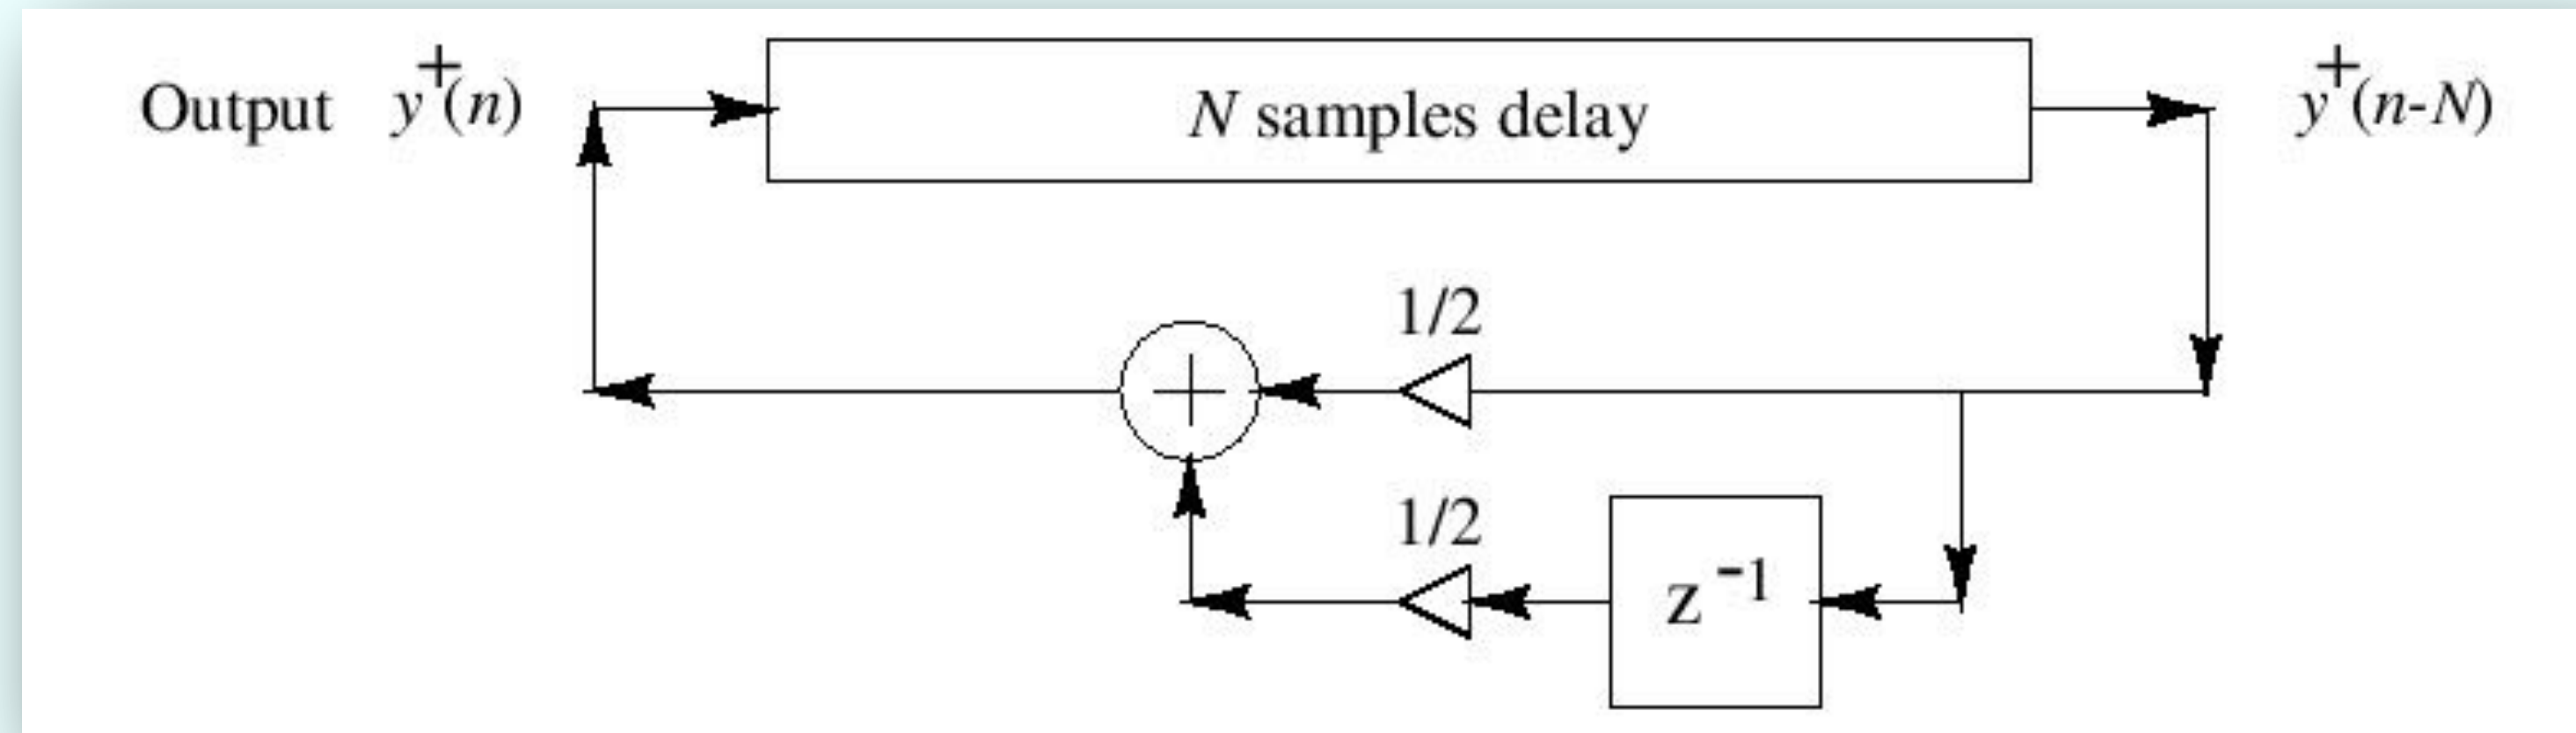 Output y⁺(n)
N samples delay
y⁺(n-N)
1/2
+
1/2
z⁻¹